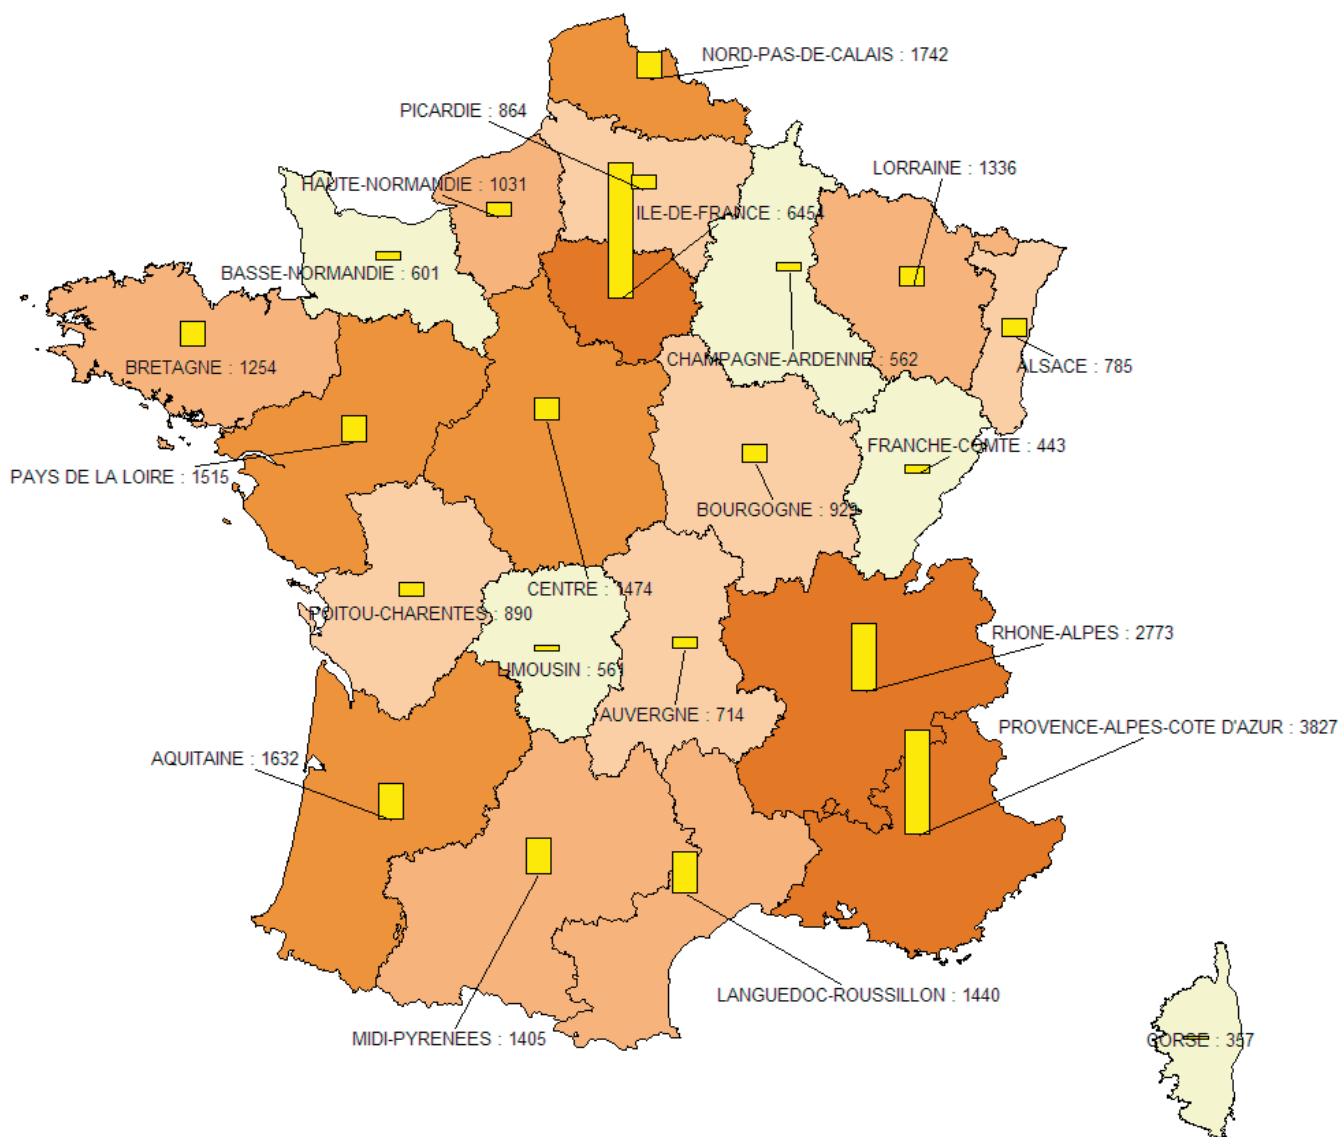 NORD-PAS-DE-CALAIS : 1742
PICARDIE : 864
LORRAINE : 1336
HAUTE-NORMANDIE : 1031
ILE-DE-FRANCE : 6454
BASSE-NORMANDIE : 601
CHAMPAGNE-ARDENNE : 562
BRETAGNE : 1254
ALSACE : 785
FRANCHE-COMTE : 443
PAYS DE LA LOIRE : 1515
BOURGOGNE : 929
CENTRE : 1474
POITOU-CHARENTES : 890
RHONE-ALPES : 2773
LIMOUSIN : 561
AUVERGNE : 714
PROVENCE-ALPES-COTE D'AZUR : 3827
AQUITAINE : 1632
LANGUEDOC-ROUSSILLON : 1440
MIDI-PYRENEES : 1405
CORSE : 357